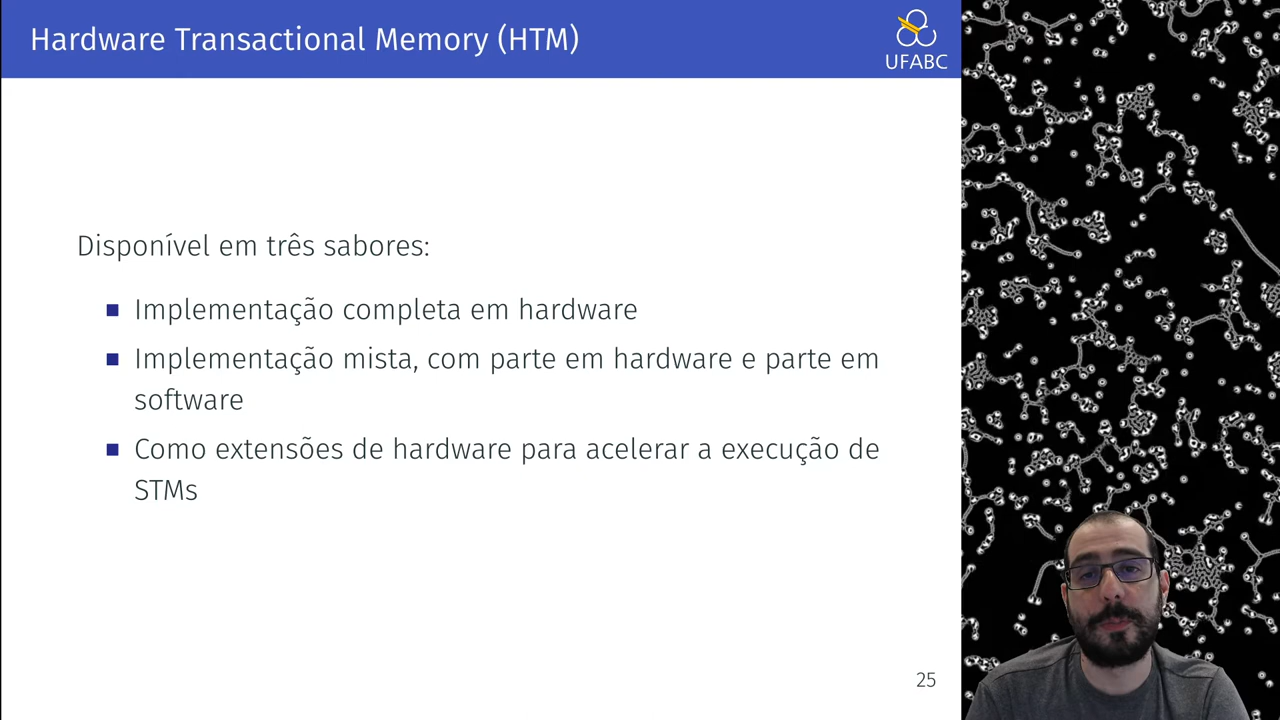 Hardware Transactional Memory (HTM)
UFABC
Disponível em três sabores:
Implementação completa em hardware
Implementação mista, com parte em hardware e parte em
software
Como extensões de hardware para acelerar a execução de
STMs
25